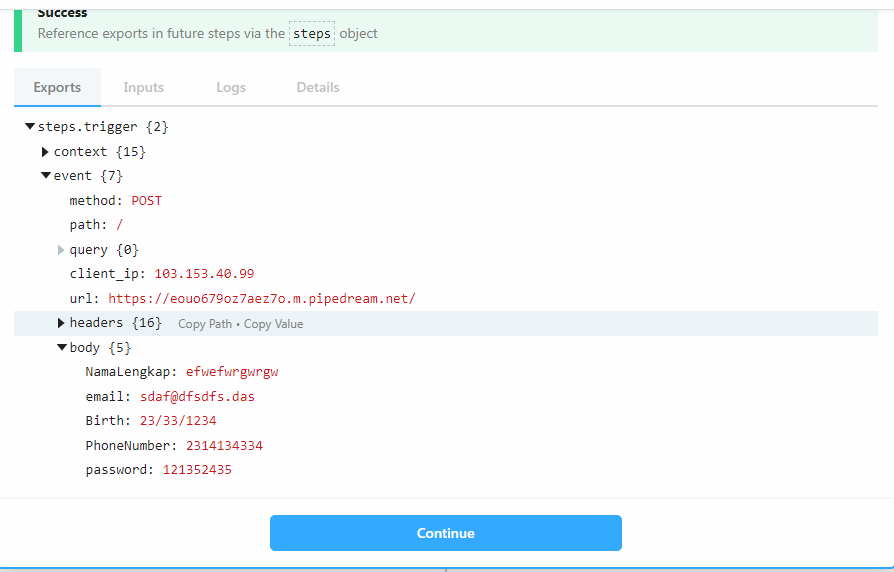 Success
Reference exports in future steps via the steps object
Exports Inputs Logs Details
steps.trigger {2}
context {15}
event {7}
method: POST
path: /
query {0}
client_ip: 103.153.40.99
url: https://eouo679oz7aez7o.m.pipedream.net/
headers {16} Copy Path • Copy Value
body {5}
NamaLengkap: efwefwrgwrgw
email: sdaf@dfsdfs.das
Birth: 23/33/1234
PhoneNumber: 2314134334
password: 121352435
Continue